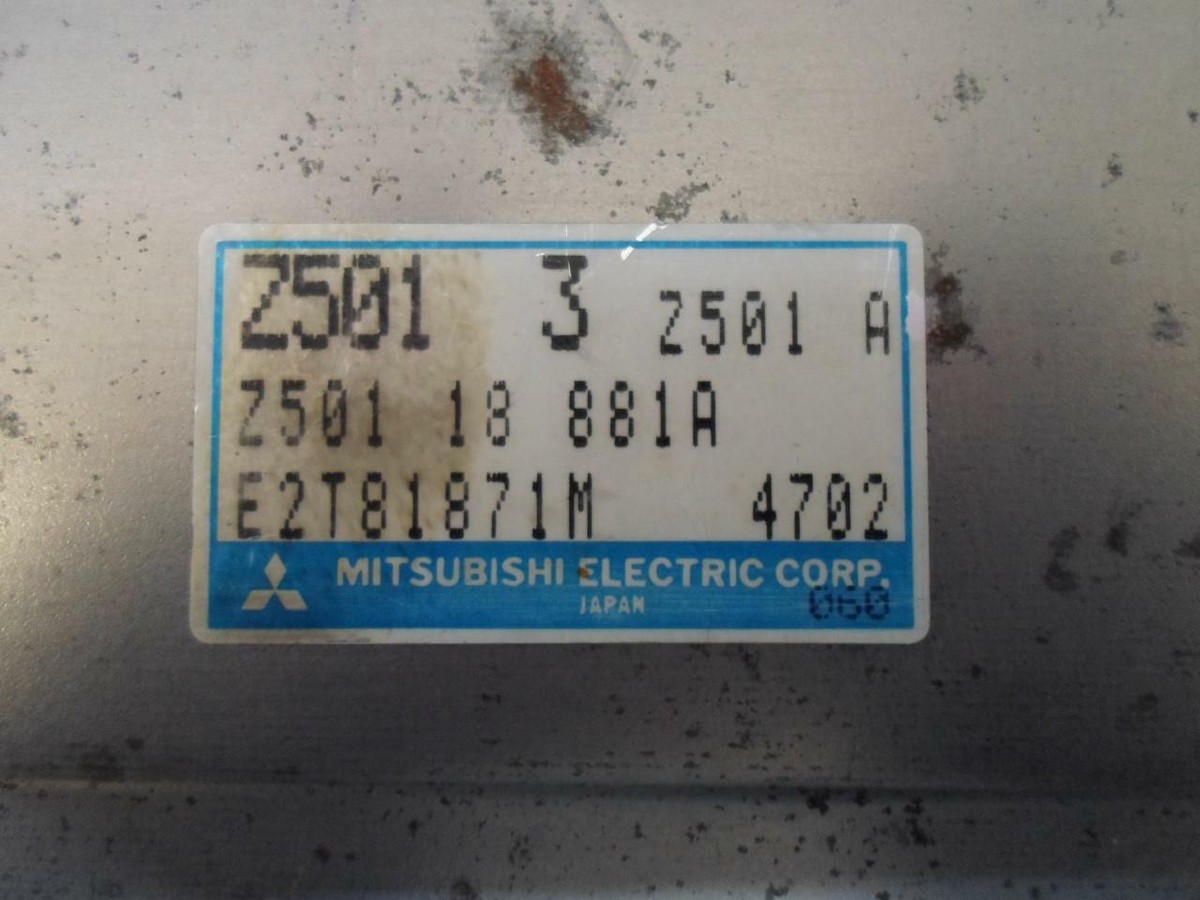 Z501 3 Z501 A
Z501 18 881A
E2T81871M 4702
MITSUBISHI ELECTRIC CORP.
JAPAN 060